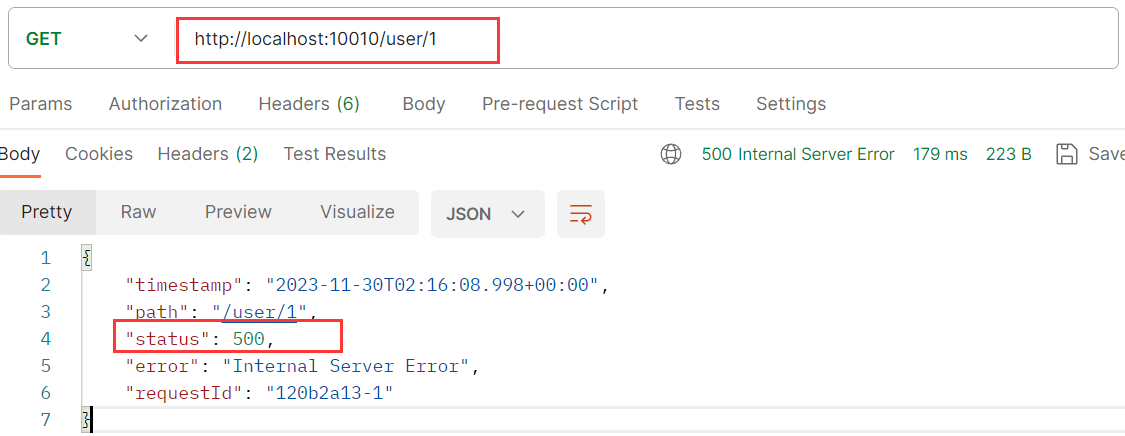 GET http://localhost:10010/user/1
Params Authorization Headers (6) Body Pre-request Script Tests Settings
Body Cookies Headers (2) Test Results 500 Internal Server Error 179 ms 223 B Save
Pretty Raw Preview Visualize JSON
1 {
2 "timestamp": "2023-11-30T02:16:08.998+00:00",
3 "path": "/user/1",
4 "status": 500,
5 "error": "Internal Server Error",
6 "requestId": "120b2a13-1"
7 }